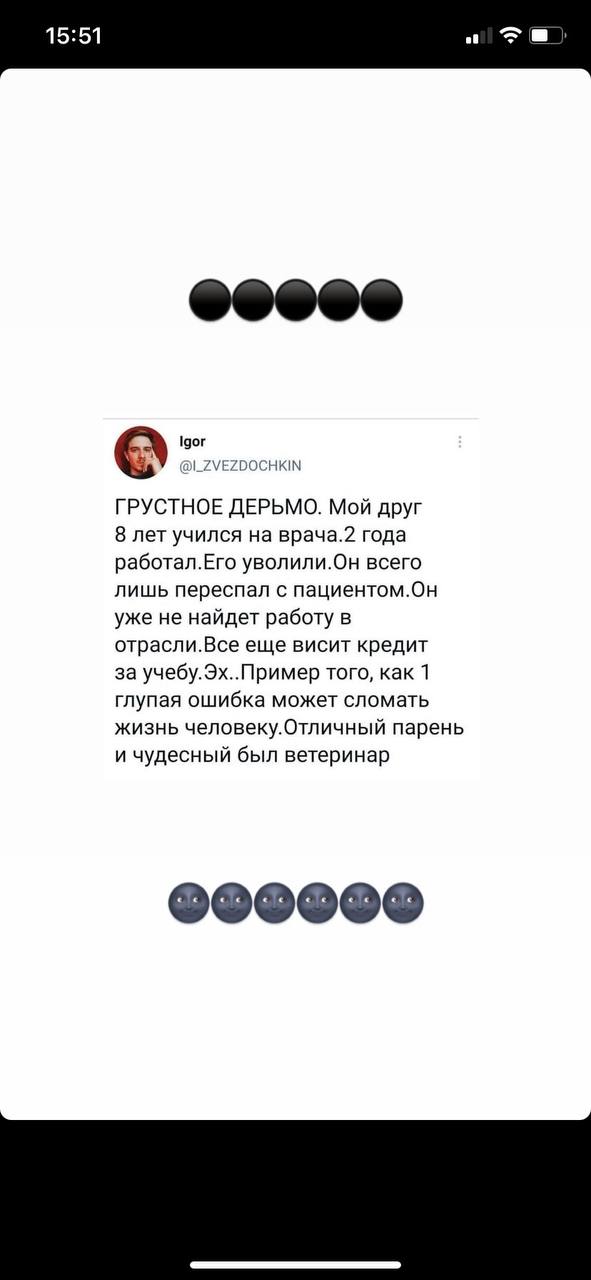 15:51
Igor
@I_ZVEZDOCHKIN
ГРУСТНОЕ ДЕРЬМО. Мой друг
8 лет учился на врача.2 года
работал.Его уволили.Он всего
лишь переспал с пациентом.Он
уже не найдет работу в
отрасли.Все еще висит кредит
за учебу.Эх..Пример того, как 1
глупая ошибка может сломать
жизнь человеку.Отличный парень
и чудесный был ветеринар